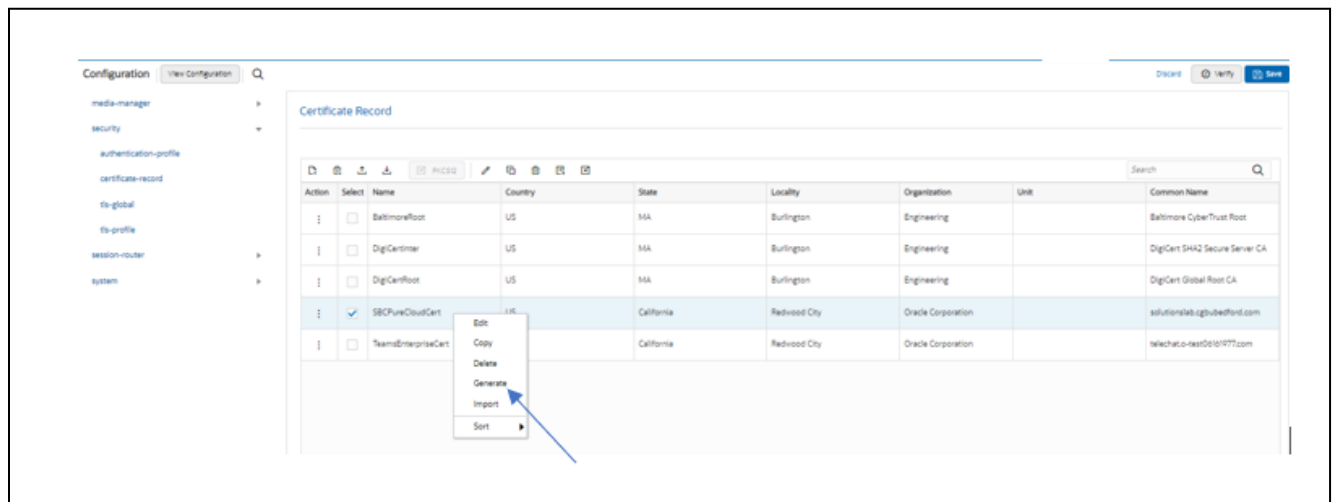 Configuration View Configuration
Discard Verify Save
media-manager
security
authentication-profile
certificate-record
tls-global
tls-profile
session-router
system
Certificate Record
PKCS12
Search
Action Select Name Country State Locality Organization Unit Common Name
BaltimoreRoot US MA Burlington Engineering Baltimore CyberTrust Root
DigiCertInter US MA Burlington Engineering DigiCert SHA2 Secure Server CA
DigiCertRoot US MA Burlington Engineering DigiCert Global Root CA
SBCPureCloudCert US California Redwood City Oracle Corporation solutionslab.cgbubedford.com
TeamsEnterpriseCert California Redwood City Oracle Corporation telechat.o-test06161977.com
Edit
Copy
Delete
Generate
Import
Sort